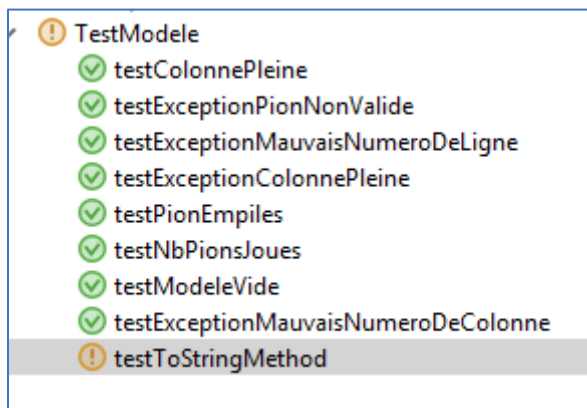 TestModele
testColonnePleine
testExceptionPionNonValide
testExceptionMauvaisNumeroDeLigne
testExceptionColonnePleine
testPionEmpiles
testNbPionsJoues
testModeleVide
testExceptionMauvaisNumeroDeColonne
testToStringMethod